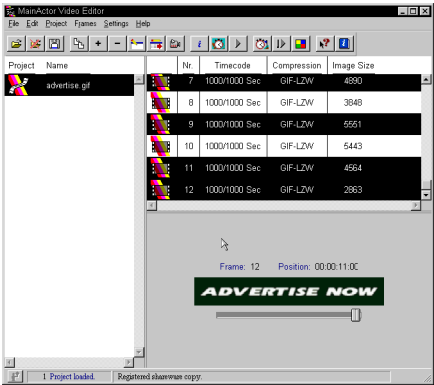 MainActor Video Editor
File Edit Project Frames Settings Help
Project Name
Nr. Timecode Compression Image Size
advertise.gif
7 1000/1000 Sec GIF-LZW 4890
8 1000/1000 Sec GIF-LZW 3848
9 1000/1000 Sec GIF-LZW 5551
10 1000/1000 Sec GIF-LZW 5443
11 1000/1000 Sec GIF-LZW 4564
12 1000/1000 Sec GIF-LZW 2863
Frame: 12 Position: 00:00:11:00
ADVERTISE NOW
1 Project loaded. Registered shareware copy.